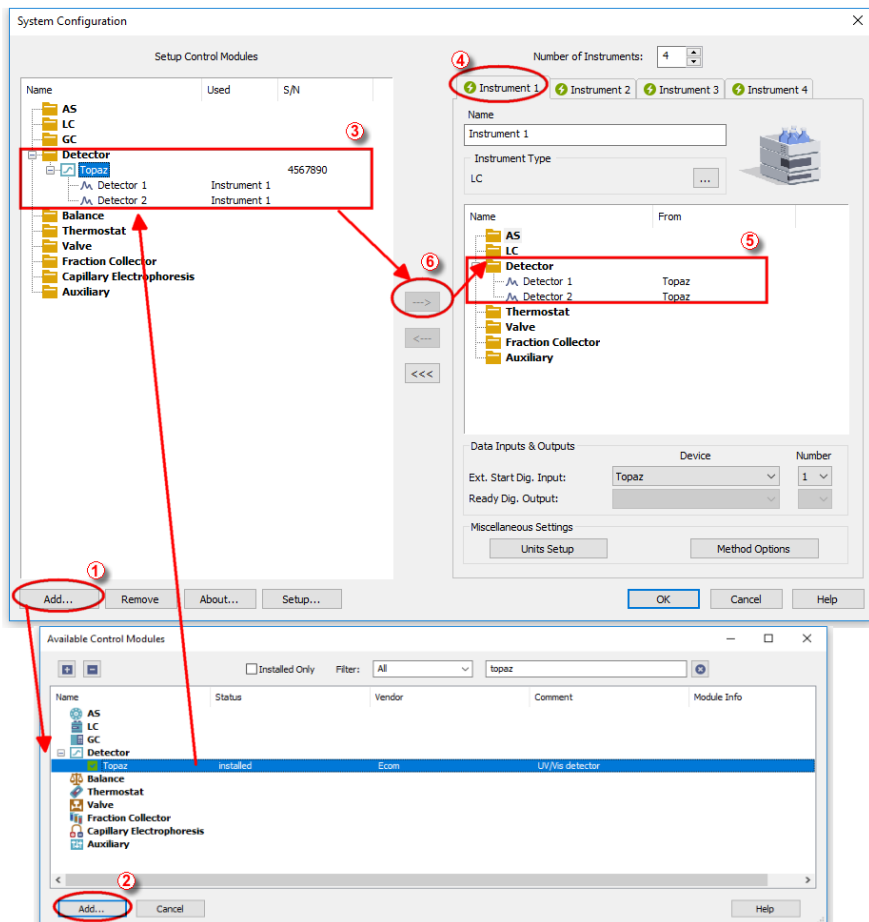 System Configuration
Setup Control Modules
Name Used S/N
AS
LC
GC
③
Detector
Topaz 4567890
Detector 1 Instrument 1
Detector 2 Instrument 1
Balance
Thermostat
Valve
Fraction Collector
Capillary Electrophoresis
Auxiliary
⑥
--->
<---
<<<
Number of Instruments: 4
④
Instrument 1 Instrument 2 Instrument 3 Instrument 4
Name
Instrument 1
Instrument Type
LC ...
Name From
AS
LC
⑤
Detector
Detector 1 Topaz
Detector 2 Topaz
Thermostat
Valve
Fraction Collector
Auxiliary
Data Inputs & Outputs
Device Number
Ext. Start Dig. Input: Topaz 1
Ready Dig. Output:
Miscellaneous Settings
Units Setup Method Options
①
Add... Remove About... Setup... OK Cancel Help
Available Control Modules
Installed Only Filter: All topaz
Name Status Vendor Comment Module Info
AS
LC
GC
Detector
Topaz installed Ecom UV/Vis detector
Balance
Thermostat
Valve
Fraction Collector
Capillary Electrophoresis
Auxiliary
②
Add... Cancel Help